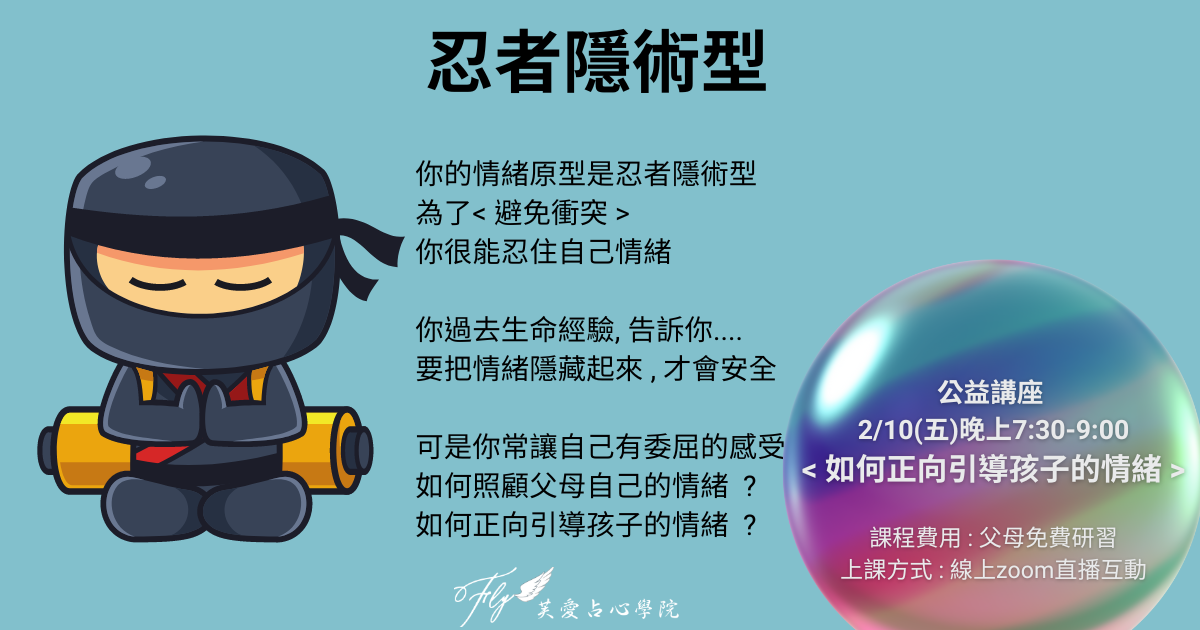 忍者隱術型
你的情緒原型是忍者隱術型
為了< 避免衝突 >
你很能忍住自己情緒
你過去生命經驗, 告訴你....
要把情緒隱藏起來 , 才會安全
可是你常讓自己有委屈的感受
如何照顧父母自己的情緒 ？
如何正向引導孩子的情緒 ？
公益講座
2/10(五)晚上7:30-9:00
< 如何正向引導孩子的情緒 >
課程費用 : 父母免費研習
上課方式 : 線上zoom直播互動
Fly 芙愛占心學院